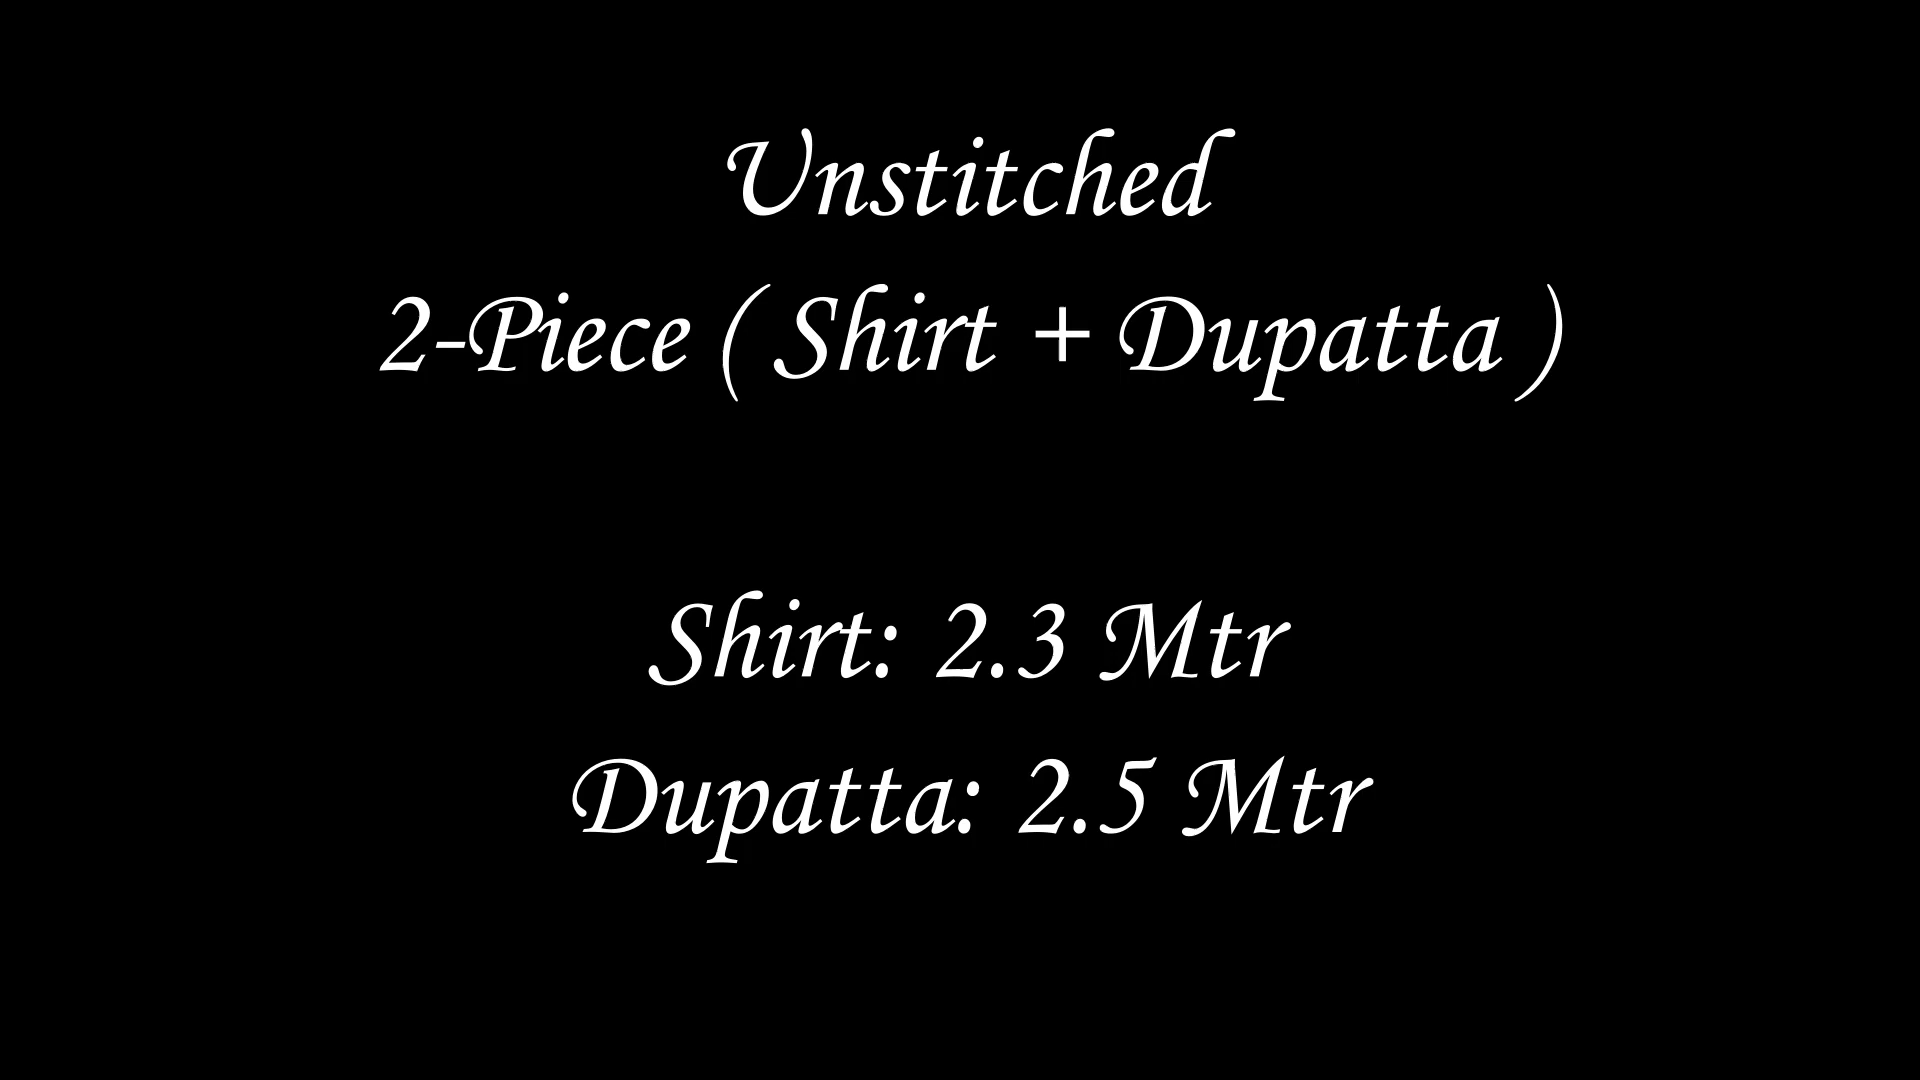 Unstitched
2-Piece ( Shirt + Dupatta )
Shirt: 2.3 Mtr
Dupatta: 2.5 Mtr